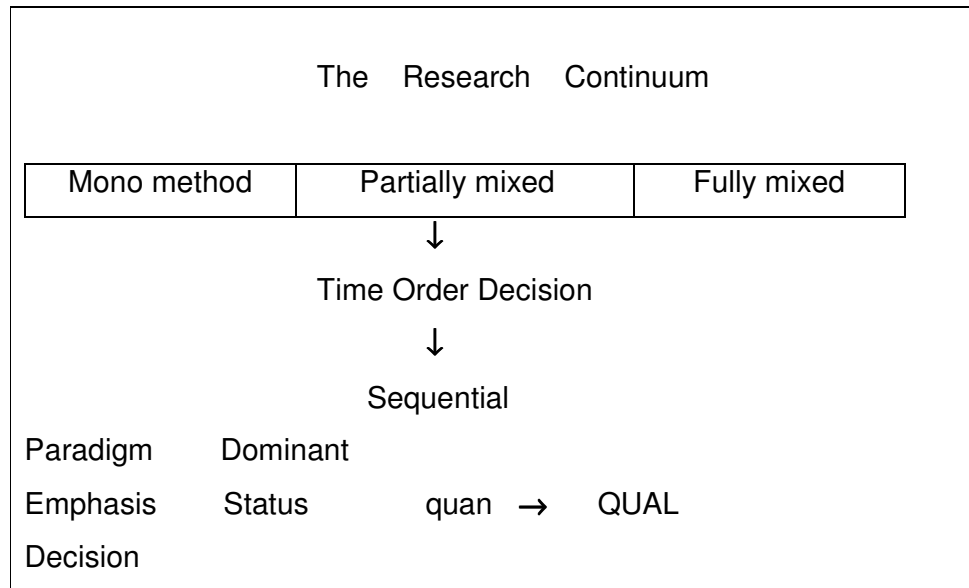 The Research Continuum
Mono method Partially mixed Fully mixed
↓
Time Order Decision
↓
Sequential
Paradigm Dominant
Emphasis Status quan → QUAL
Decision